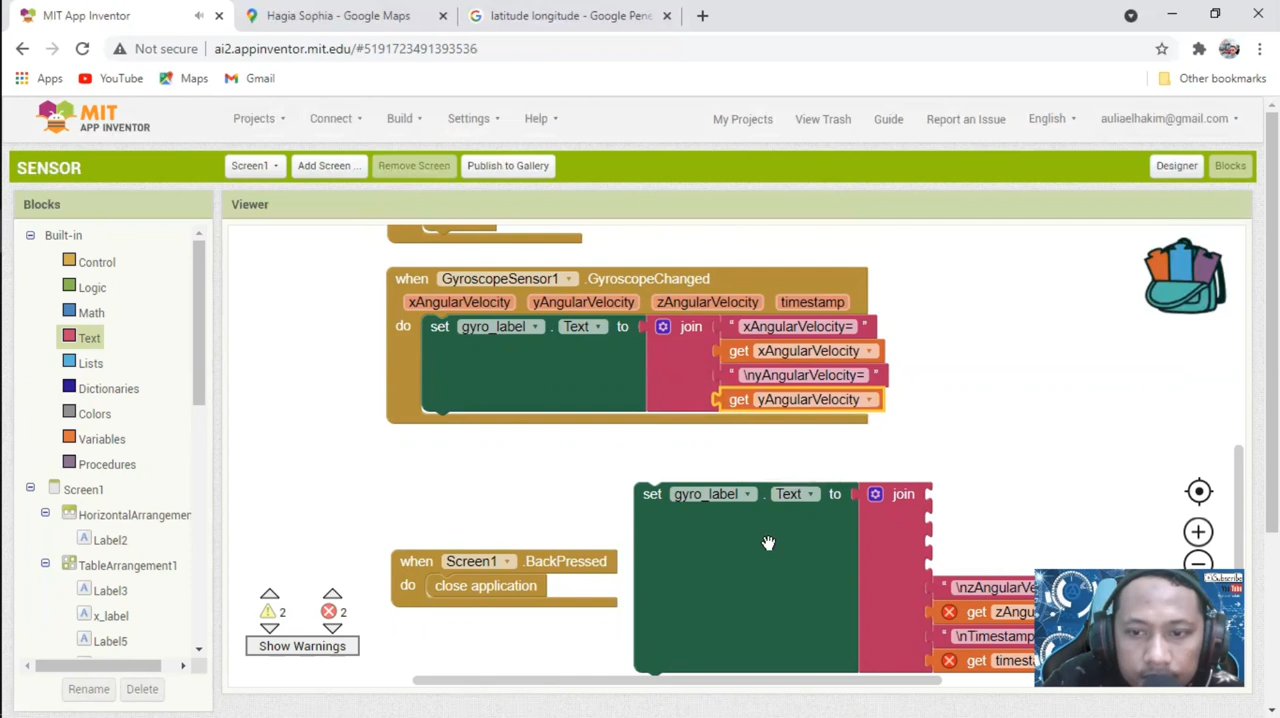 MIT App Inventor
Hagia Sophia - Google Maps
latitude longitude - Google Pene
Not secure
ai2.appinventor.mit.edu/#5191723491393536
Apps
YouTube
Maps
Gmail
Other bookmarks
MIT
APP INVENTOR
Projects
Connect
Build
Settings
Help
My Projects
View Trash
Guide
Report an Issue
English
auliaelhakim@gmail.com
SENSOR
Screen1
Add Screen ...
Remove Screen
Publish to Gallery
Designer
Blocks
Blocks
Viewer
Built-in
Control
Logic
Math
Text
Lists
Dictionaries
Colors
Variables
Procedures
Screen1
HorizontalArrangemen
Label2
TableArrangement1
Label3
x_label
Label5
Rename
Delete
when GyroscopeSensor1 .GyroscopeChanged
xAngularVelocity yAngularVelocity zAngularVelocity timestamp
do set gyro_label . Text to join " xAngularVelocity= "
get xAngularVelocity
" \nyAngularVelocity= "
get yAngularVelocity
set gyro_label . Text to join
" \nzAngularVe
get zAngu
" \nTimestamp
get timest
when Screen1 .BackPressed
do close application
2 2
Show Warnings
Subscribe